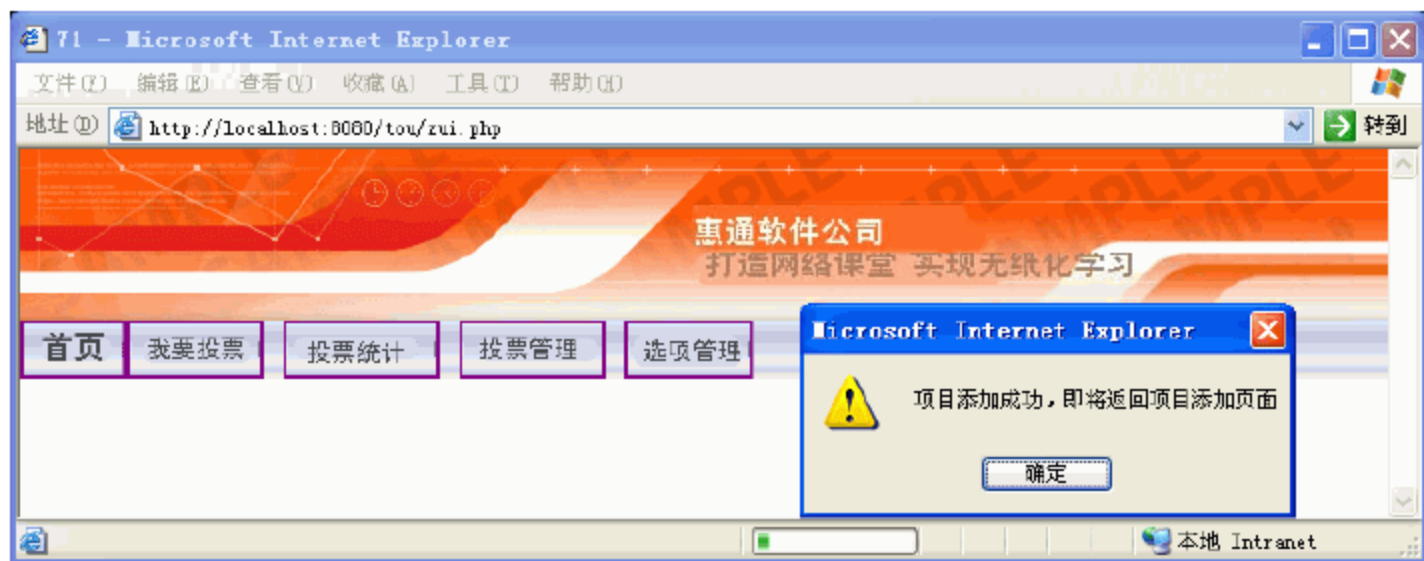 71 - Microsoft Internet Explorer
文件(F) 编辑(E) 查看(V) 收藏(A) 工具(T) 帮助(H)
地址(D) http://localhost:8080/tou/zui.php 转到
惠通软件公司
打造网络课堂 实现无纸化学习
首页 我要投票 投票统计 投票管理 选项管理
Microsoft Internet Explorer
项目添加成功,即将返回项目添加页面
确定
本地 Intranet